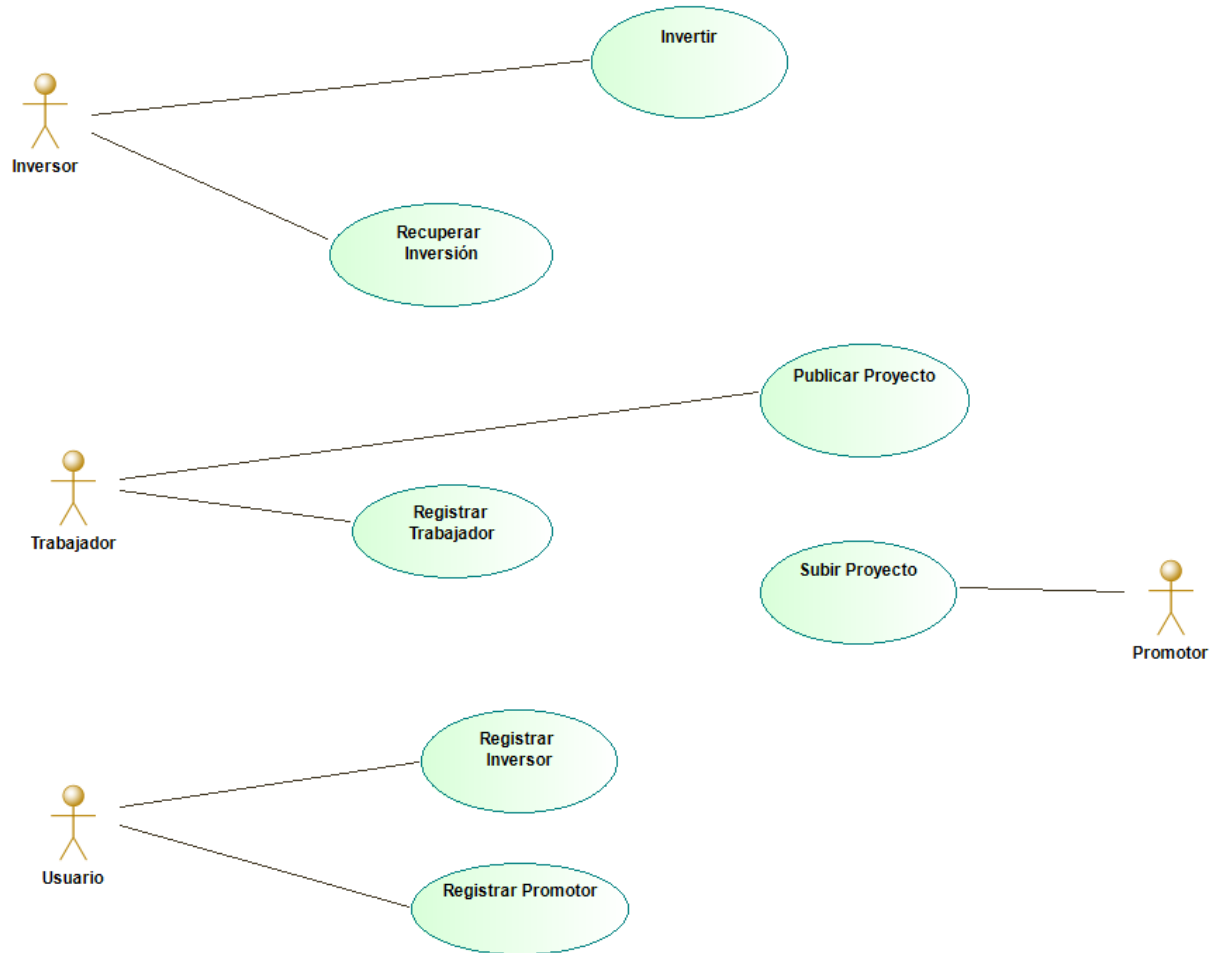 Invertir
Inversor
Recuperar
Inversión
Publicar Proyecto
Registrar
Trabajador
Trabajador
Subir Proyecto
Promotor
Registrar
Inversor
Usuario
Registrar Promotor